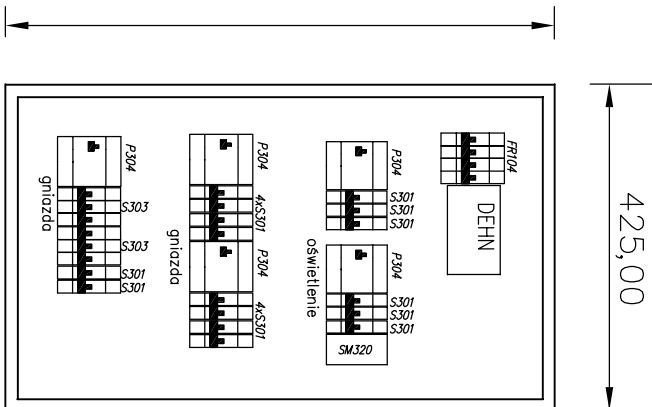 425,00
FR104
DEHN
P304
S301
S301
S301
P304
S301
S301
S301
SM320
oświetlenie
P304
4xS301
P304
4xS301
gniazda
P304
S303
S303
S301
S301
gniazda